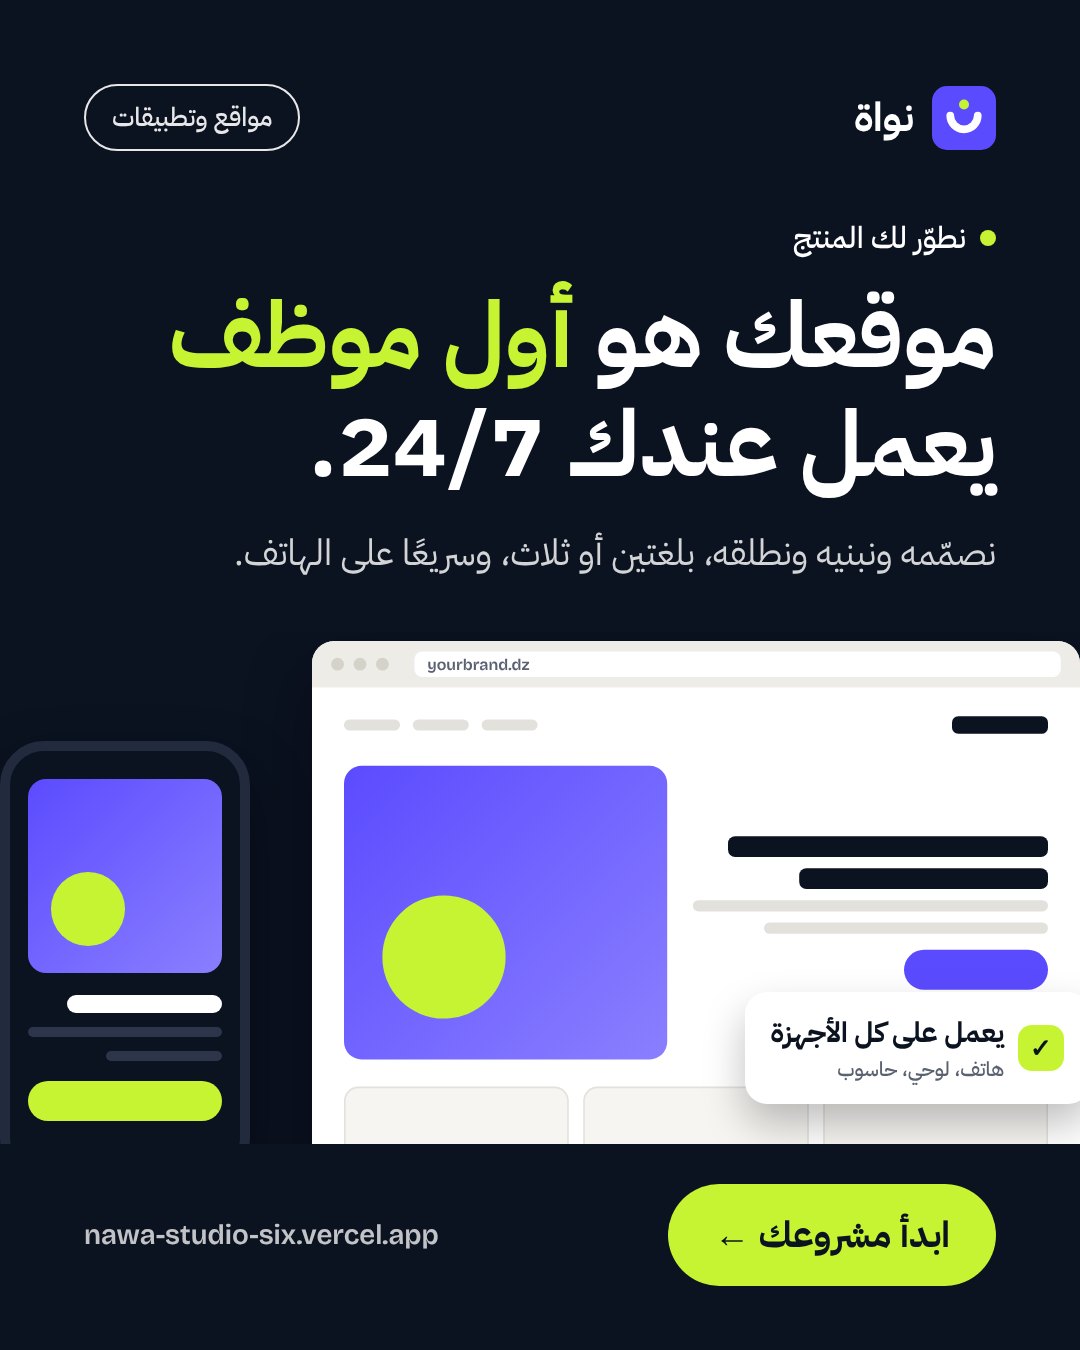 نواة
مواقع وتطبيقات
نطوّر لك المنتج
موقعك هو أول موظف
يعمل عندك 24/7.
نصمّمه ونبنيه ونطلقه، بلغتين أو ثلاث، وسريعًا على الهاتف.
yourbrand.dz
يعمل على كل الأجهزة
هاتف، لوحي، حاسوب
ابدأ مشروعك ←
nawa-studio-six.vercel.app